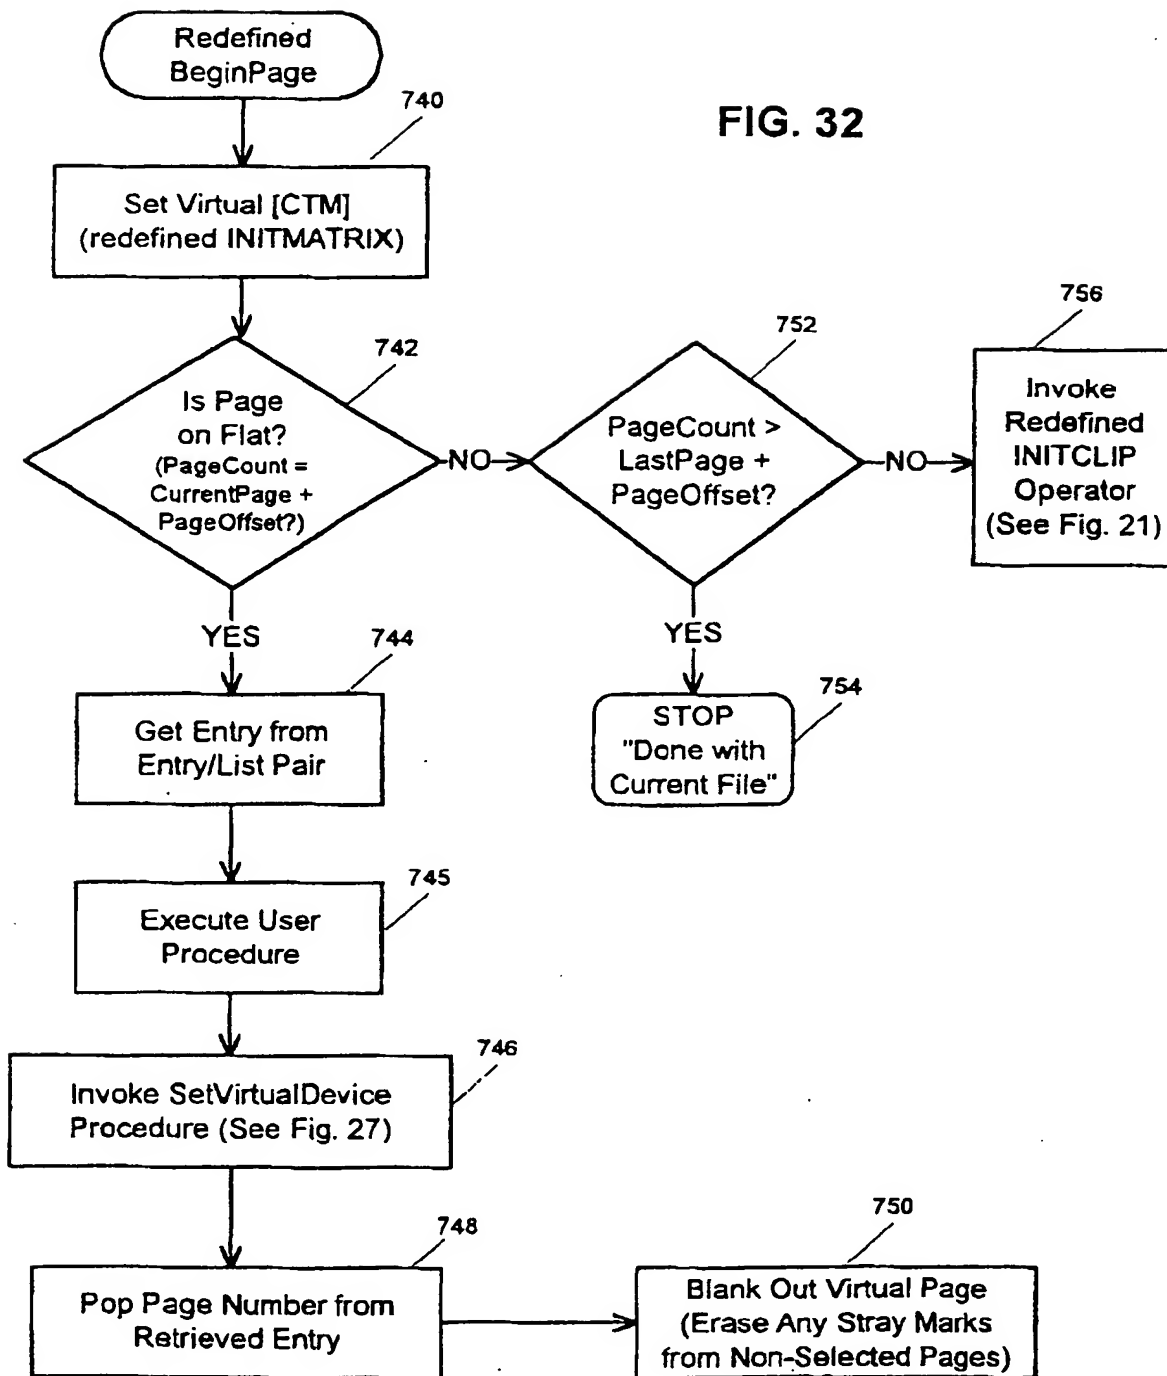 Redefined
BeginPage
FIG. 32
740
Set Virtual [CTM]
(redefined INITMATRIX)
742
Is Page
on Flat?
(PageCount =
CurrentPage +
PageOffset?)
NO
752
PageCount >
LastPage +
PageOffset?
NO
756
Invoke
Redefined
INITCLIP
Operator
(See Fig. 21)
YES
YES
744
Get Entry from
Entry/List Pair
754
STOP
"Done with
Current File"
745
Execute User
Procedure
746
Invoke SetVirtualDevice
Procedure (See Fig. 27)
748
Pop Page Number from
Retrieved Entry
750
Blank Out Virtual Page
(Erase Any Stray Marks
from Non-Selected Pages)